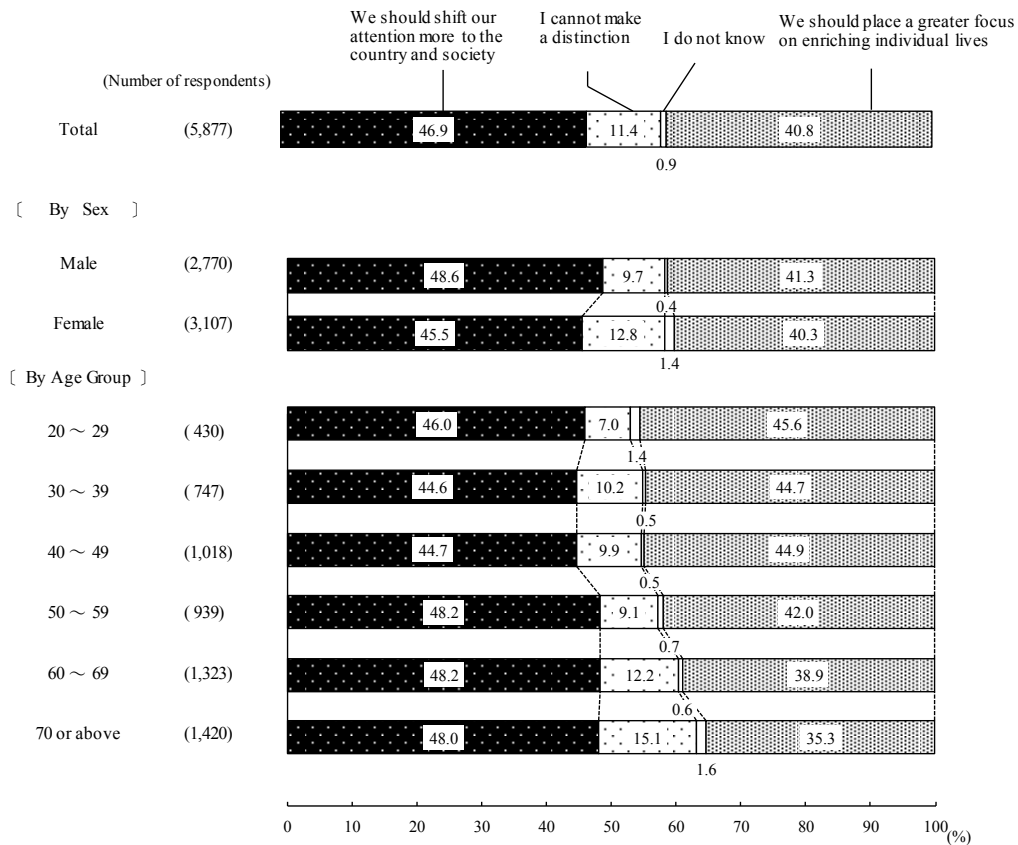 We should shift our
attention more to the
country and society
I cannot make
a distinction
I do not know
We should place a greater focus
on enriching individual lives
(Number of respondents)
Total (5,877) 46.9 11.4 40.8
0.9
〔 By Sex 〕
Male (2,770) 48.6 9.7 41.3
0.4
Female (3,107) 45.5 12.8 40.3
1.4
〔 By Age Group 〕
20 ～ 29 ( 430) 46.0 7.0 45.6
1.4
30 ～ 39 ( 747) 44.6 10.2 44.7
0.5
40 ～ 49 (1,018) 44.7 9.9 44.9
0.5
50 ～ 59 ( 939) 48.2 9.1 42.0
0.7
60 ～ 69 (1,323) 48.2 12.2 38.9
0.6
70 or above (1,420) 48.0 15.1 35.3
1.6
0 10 20 30 40 50 60 70 80 90 100 (%)